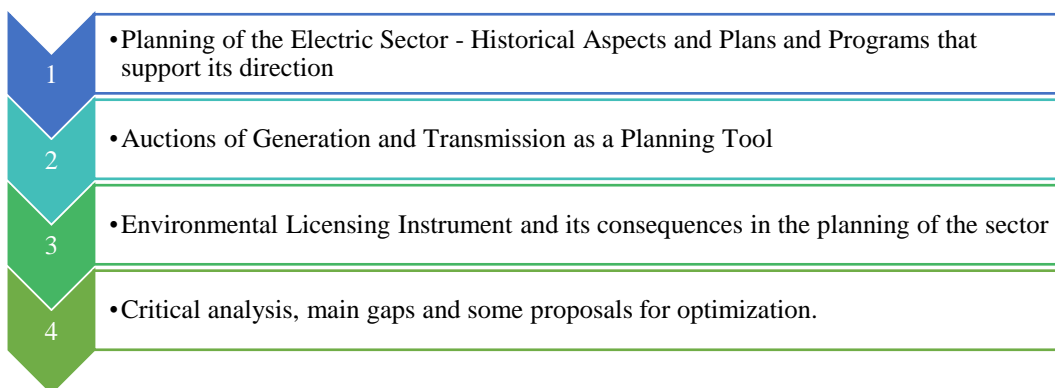 1
•Planning of the Electric Sector - Historical Aspects and Plans and Programs that
support its direction
2
•Auctions of Generation and Transmission as a Planning Tool
3
•Environmental Licensing Instrument and its consequences in the planning of the sector
4
•Critical analysis, main gaps and some proposals for optimization.